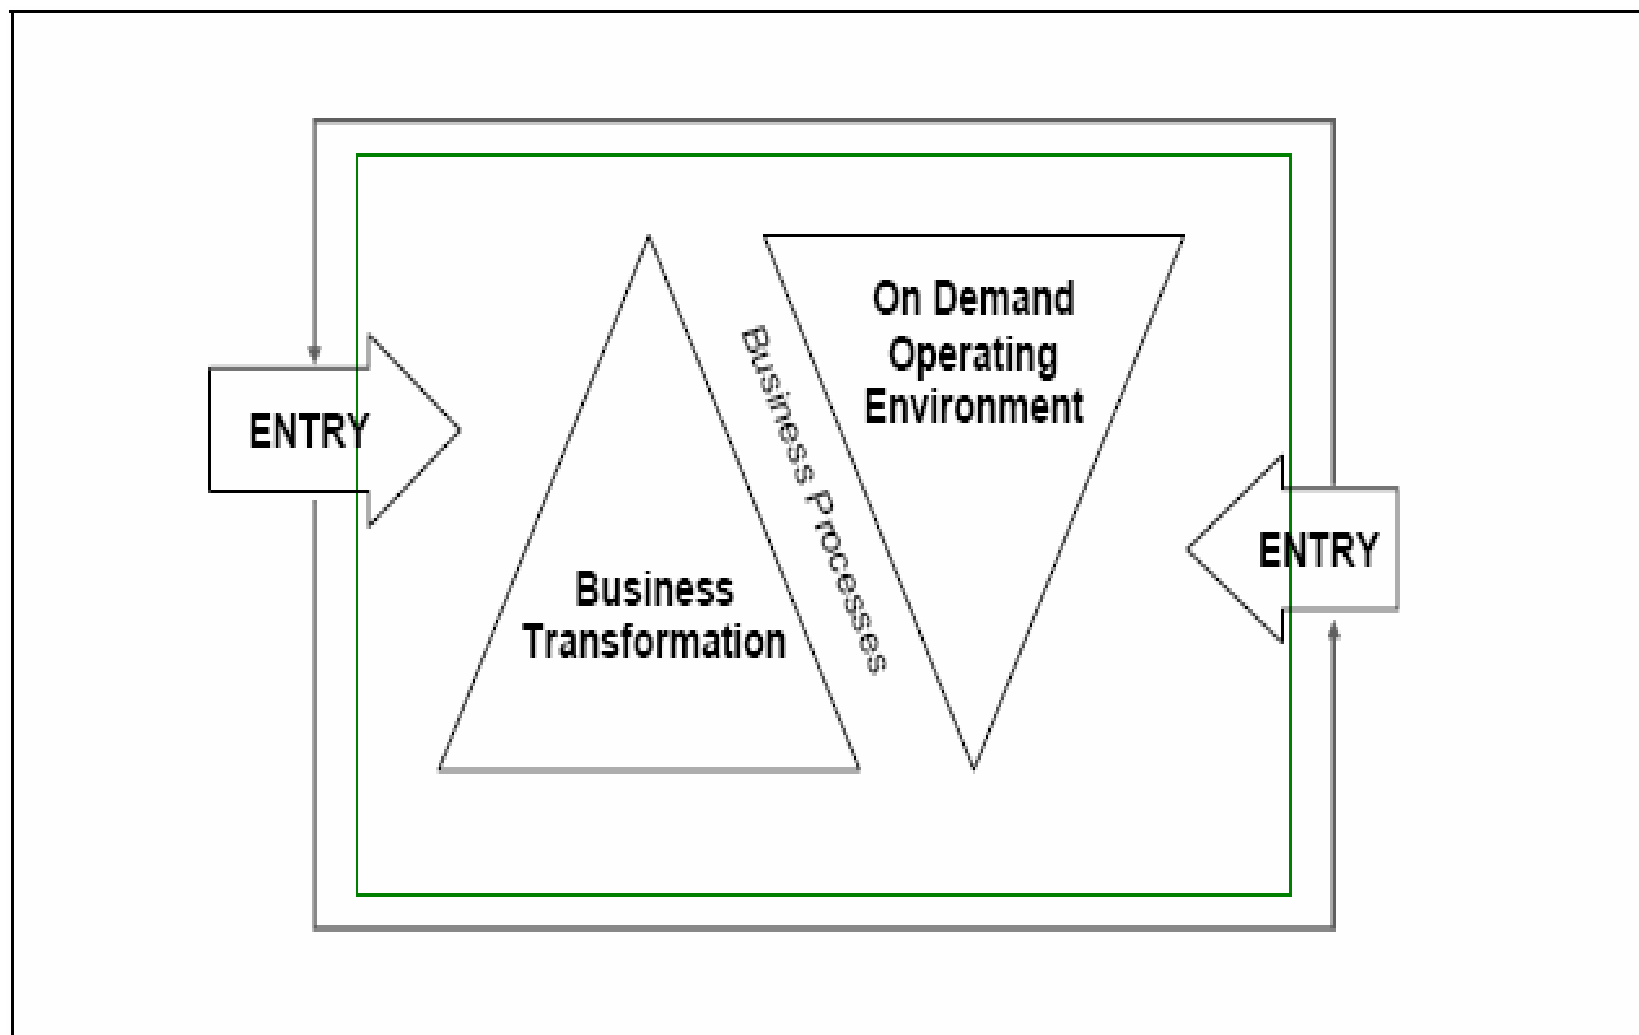 On Demand
Operating
Environment
Business Processes
ENTRY
ENTRY
Business
Transformation